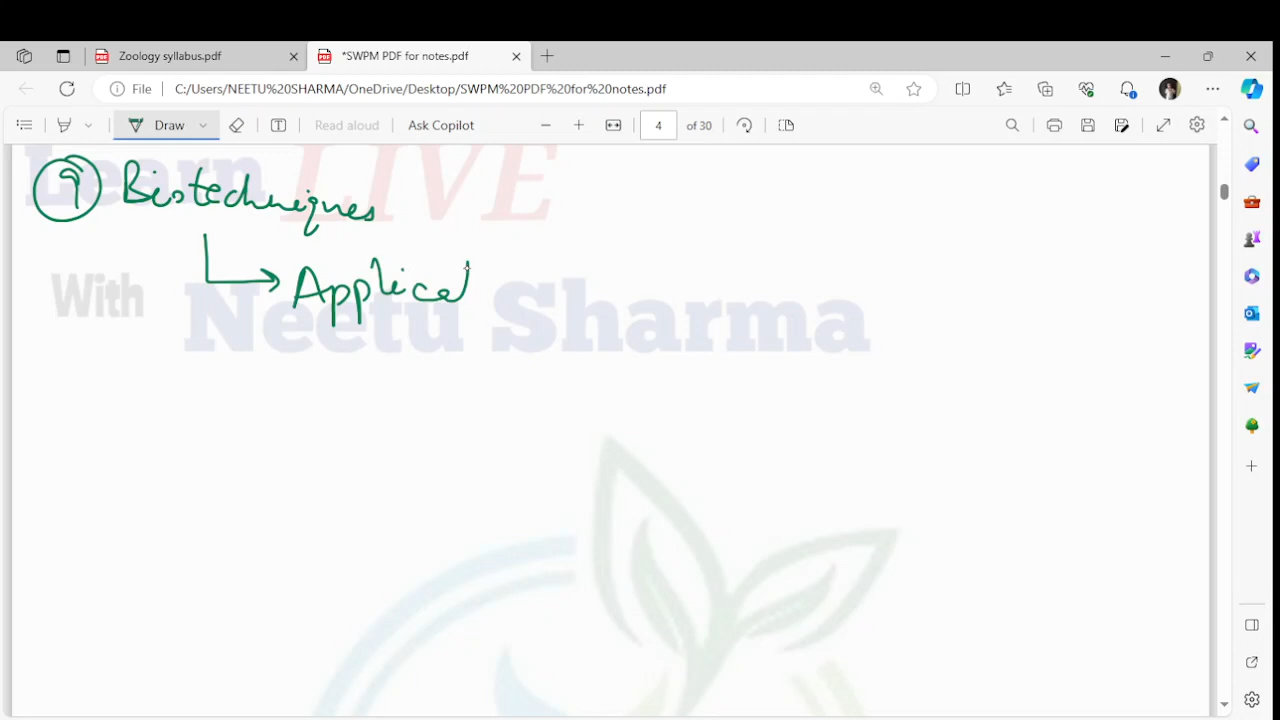 Zoology syllabus.pdf
*SWPM PDF for notes.pdf
File C:/Users/NEETU%20SHARMA/OneDrive/Desktop/SWPM%20PDF%20for%20notes.pdf
Draw Read aloud Ask Copilot 4 of 30
Learn LIVE
9 Biotechniques
With Neetu Sharma
Applicat